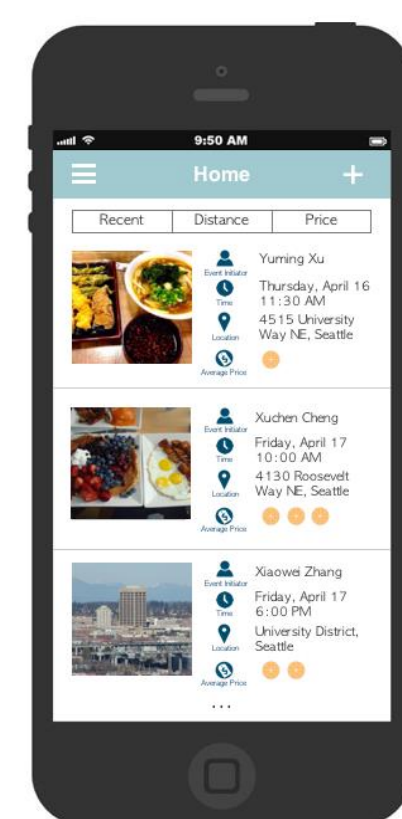 9:50 AM
Home
Recent Distance Price
Event Initiator
Yuming Xu
Time
Thursday, April 16
11:30 AM
Location
4515 University
Way NE, Seattle
Average Price
Event Initiator
Xuchen Cheng
Time
Friday, April 17
10:00 AM
Location
4130 Roosevelt
Way NE, Seattle
Average Price
Event Initiator
Xiaowei Zhang
Time
Friday, April 17
6:00 PM
Location
University District,
Seattle
Average Price
...